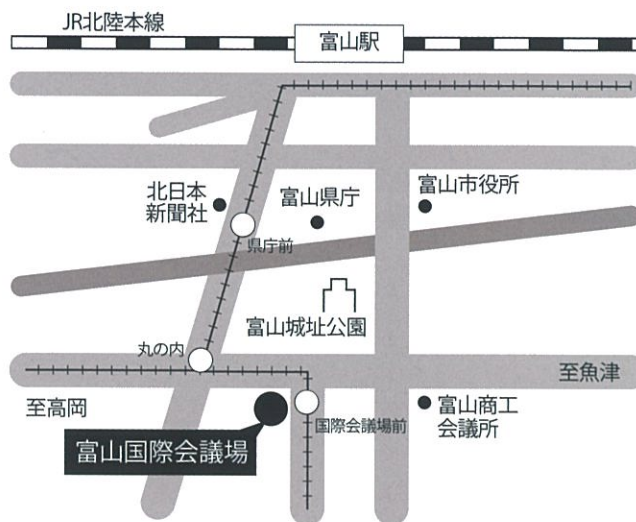 JR北陸本線
富山駅
北日本
新聞社
富山県庁
富山市役所
県庁前
富山城址公園
丸の内
至魚津
至高岡
国際会議場前
富山商工
会議所
富山国際会議場